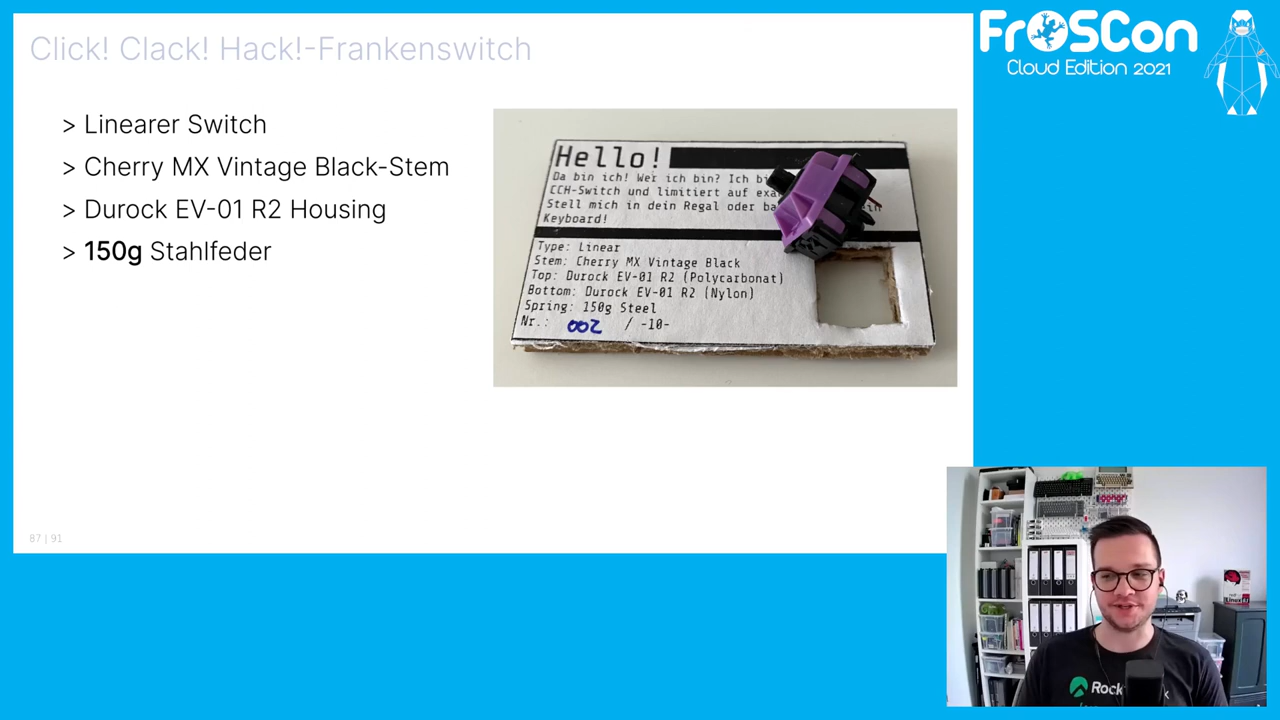 Click! Clack! Hack!-Frankenswitch
> Linearer Switch
> Cherry MX Vintage Black-Stem
> Durock EV-01 R2 Housing
> 150g Stahlfeder
Hello!
Da bin ich! Wer ich bin? Ich
CCH-Switch und limitiert auf
Stell mich in dein Regal oder
Keyboard!
Type: Linear
Stem: Cherry MX Vintage Black
Top: Durock EV-01 R2 (Polycarbonat)
Bottom: Durock EV-01 R2 (Nylon)
Spring: 150g Steel
Nr.: 002 / -10-
87 | 91
FrOSCon
Cloud Edition 2021